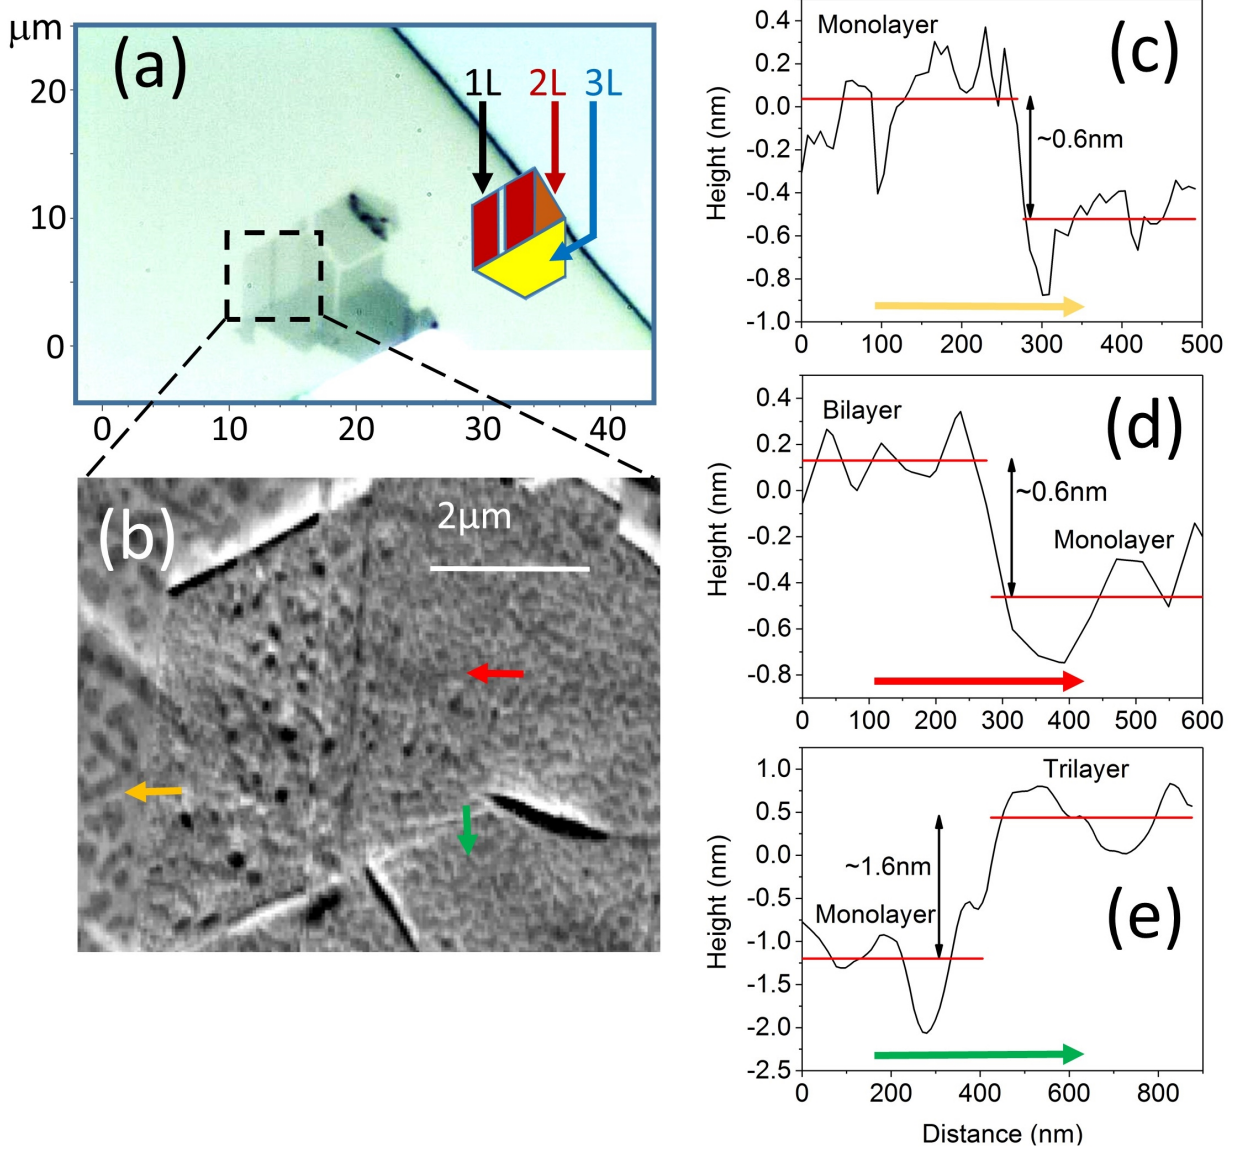 μm
20
10
0
0
10
20
30
40
(a)
1L
2L
3L
(b)
2μm
0.4
0.2
0.0
-0.2
-0.4
-0.6
-0.8
-1.0
Height (nm)
Monolayer
(c)
~0.6nm
0
100
200
300
400
500
0.4
0.2
0.0
-0.2
-0.4
-0.6
-0.8
Height (nm)
Bilayer
(d)
~0.6nm
Monolayer
0
100
200
300
400
500
600
1.0
0.5
0.0
-0.5
-1.0
-1.5
-2.0
-2.5
Height (nm)
Trilayer
~1.6nm
Monolayer
(e)
0
200
400
600
800
Distance (nm)